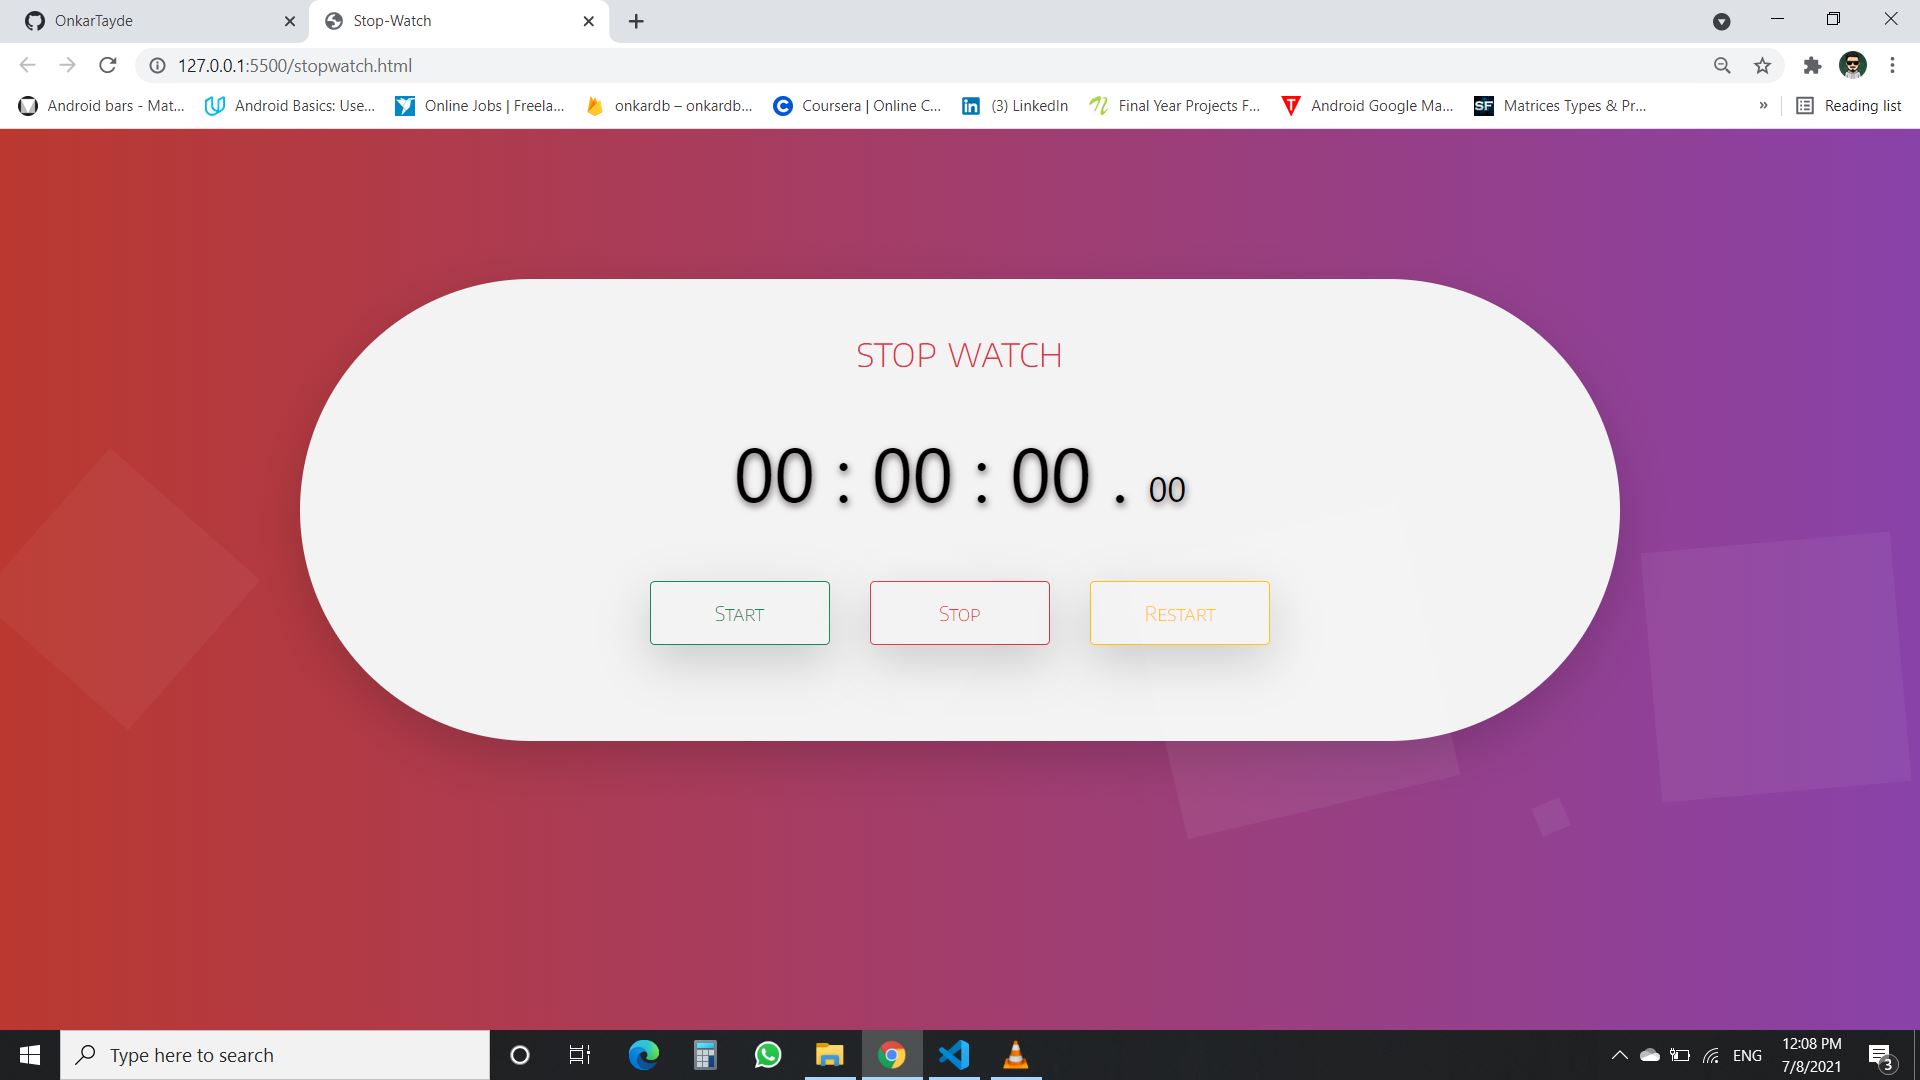 OnkarTayde
Stop-Watch
127.0.0.1:5500/stopwatch.html
Android bars - Mat...
Android Basics: Use...
Online Jobs | Freela...
onkardb – onkardb...
Coursera | Online C...
(3) LinkedIn
Final Year Projects F...
Android Google Ma...
SF
Matrices Types & Pr...
»
Reading list
STOP WATCH
00 : 00 : 00 . 00
Start
Stop
Restart
Type here to search
ENG
12:08 PM
7/8/2021
3